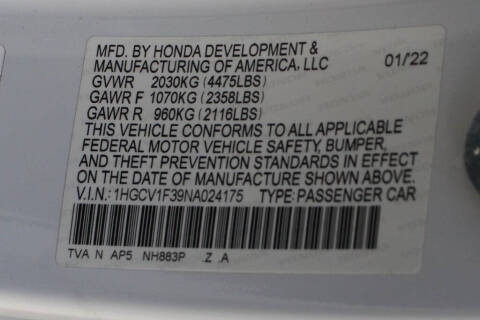 MFD. BY HONDA DEVELOPMENT &
MANUFACTURING OF AMERICA, LLC 01/22
GVWR 2030KG (4475LBS)
GAWR F 1070KG (2358LBS)
GAWR R 960KG (2116LBS)
THIS VEHICLE CONFORMS TO ALL APPLICABLE
FEDERAL MOTOR VEHICLE SAFETY, BUMPER,
AND THEFT PREVENTION STANDARDS IN EFFECT
ON THE DATE OF MANUFACTURE SHOWN ABOVE.
V.I.N.: 1HGCV1F39NA024175 TYPE: PASSENGER CAR
TVA N AP5 NH883P .Z .A